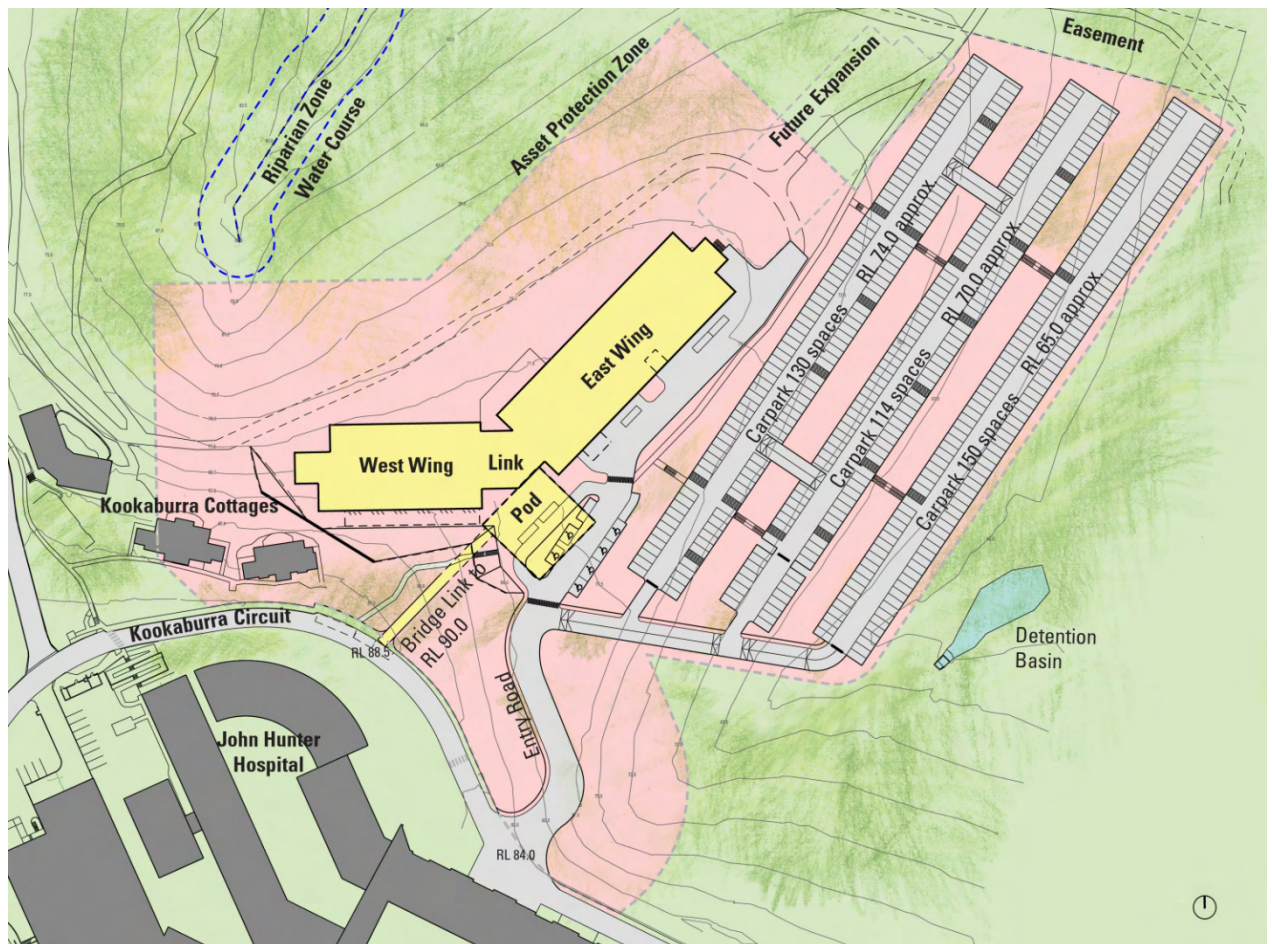 Easement
Riparian Zone
Water Course
Asset Protection Zone
Future Expansion
RL 74.0 approx
RL 70.0 approx
RL 65.0 approx
East Wing
Carpark 130 spaces
Carpark 114 spaces
Carpark 150 spaces
West Wing
Link
Pod
Kookaburra Cottages
Kookaburra Circuit
Bridge Link to
RL 90.0
RL 88.5
Detention
Basin
Entry Road
John Hunter
Hospital
RL 84.0